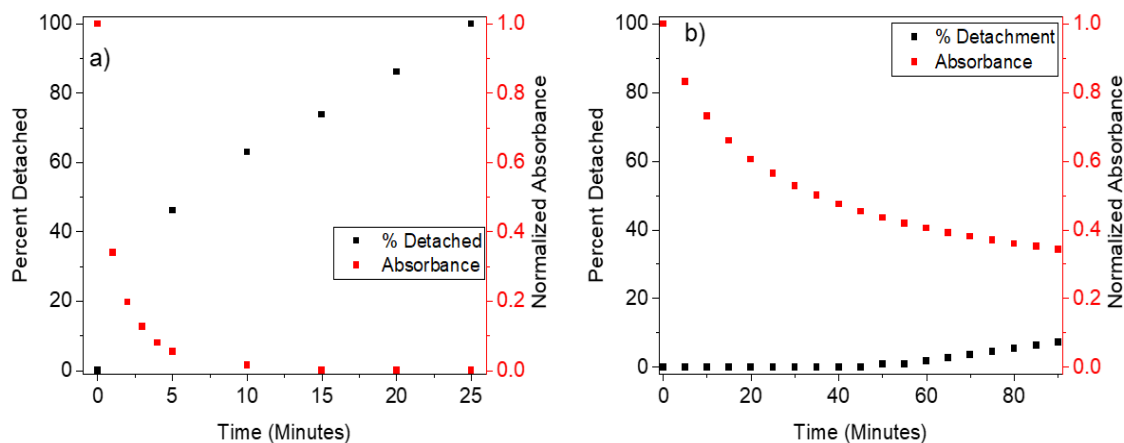 a)
Percent Detached
100
80
60
40
20
0
1.0
0.8
0.6
0.4
0.2
0.0
Normalized Absorbance
% Detached
Absorbance
0 5 10 15 20 25
Time (Minutes)
b)
Percent Detached
100
80
60
40
20
0
1.0
0.8
0.6
0.4
0.2
0.0
Normalized Absorbance
% Detachment
Absorbance
0 20 40 60 80
Time (Minutes)